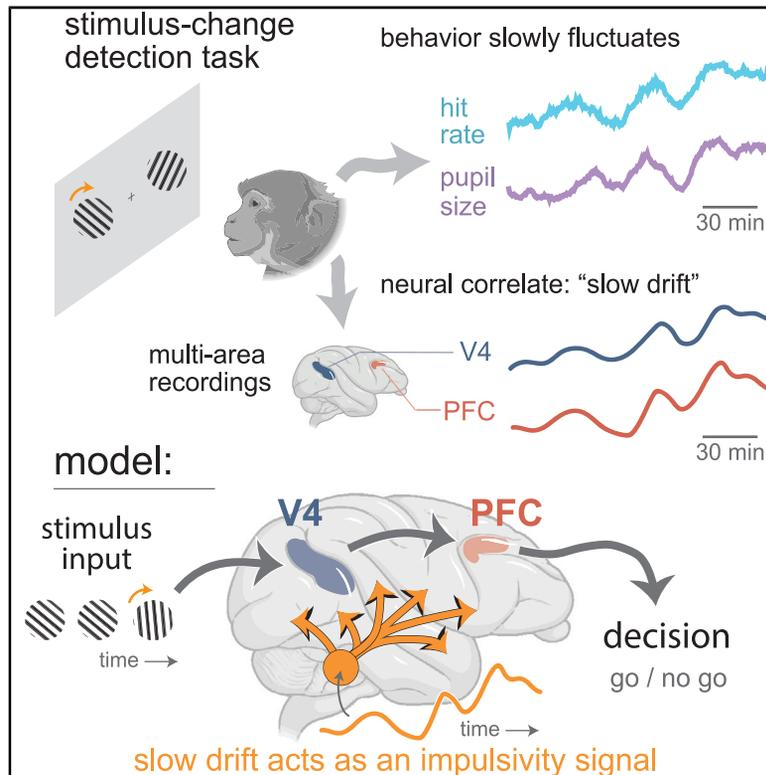 stimulus-change
detection task
behavior slowly fluctuates
hit
rate
pupil
size
30 min
neural correlate: “slow drift”
multi-area
recordings
V4
PFC
30 min
model:
stimulus
input
time
V4
PFC
decision
go / no go
time
slow drift acts as an impulsivity signal